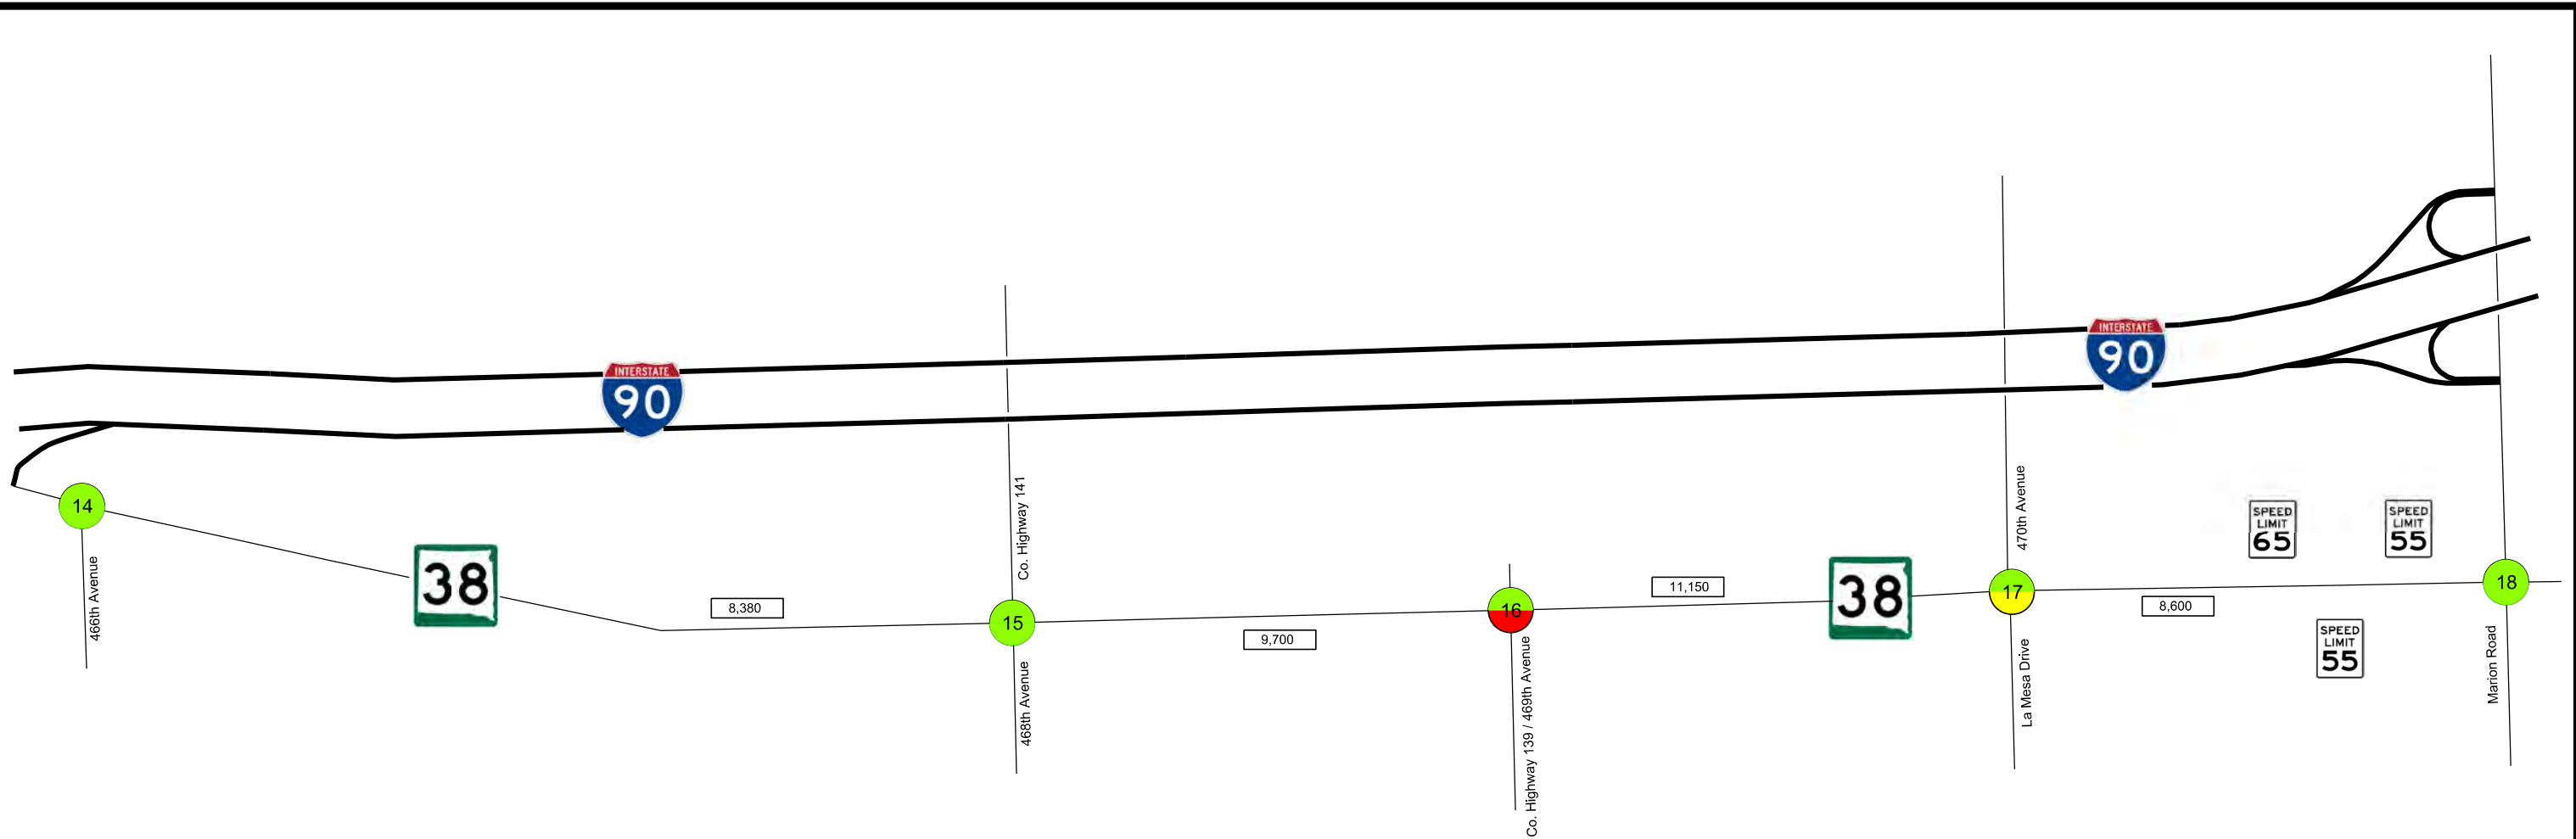 INTERSTATE
90
INTERSTATE
90
14
466th Avenue
38
8,380
Co. Highway 141
15
468th Avenue
9,700
16
Co. Highway 139 / 469th Avenue
11,150
38
470th Avenue
17
La Mesa Drive
8,600
SPEED
LIMIT
65
SPEED
LIMIT
55
SPEED
LIMIT
55
18
Marion Road